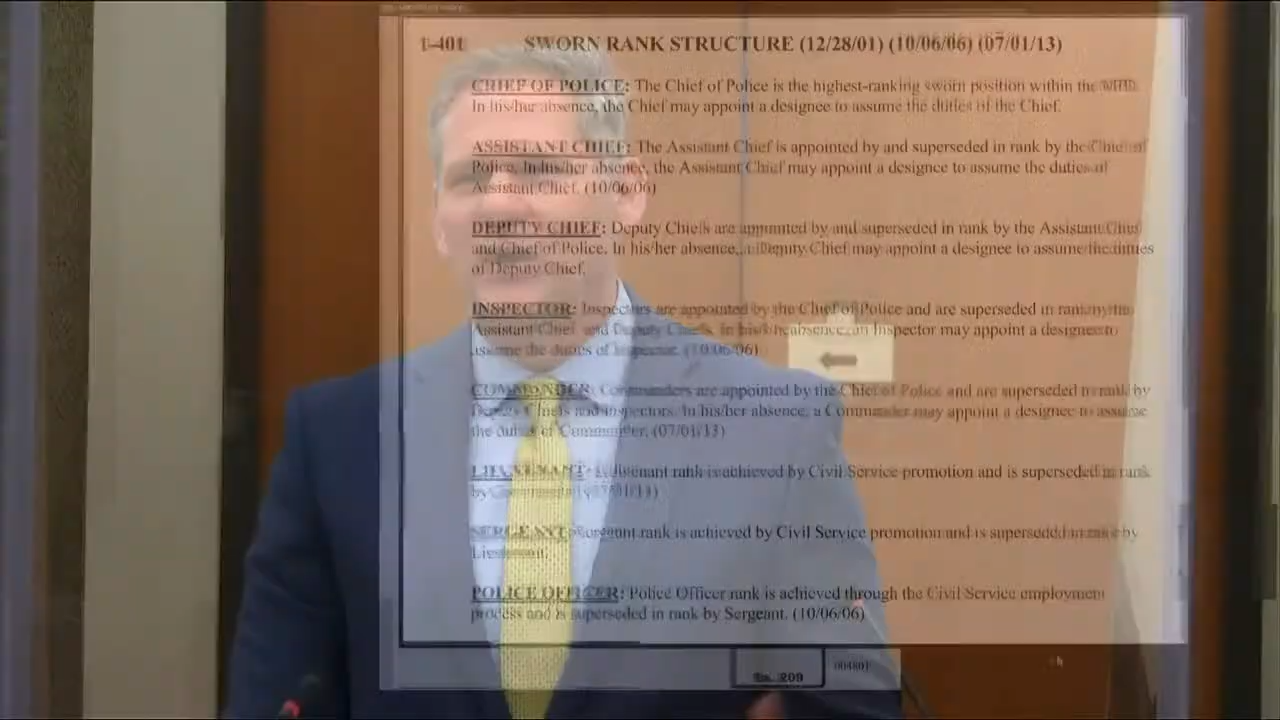 1-401 SWORN RANK STRUCTURE (12/28/01) (10/06/06) (07/01/13)
CHIEF OF POLICE: The Chief of Police is the highest-ranking sworn position within the
In his/her absence, the Chief may appoint a designee to assume the duties of the Chief.
ASSISTANT CHIEF: The Assistant Chief is appointed by and superseded in rank by the Chief of
Police. In his/her absence, the Assistant Chief may appoint a designee to assume the duties of
Assistant Chief. (10/06/06)
DEPUTY CHIEF: Deputy Chiefs are appointed by and superseded in rank by the Assistant Chief
and Chief of Police. In his/her absence, a Deputy Chief may appoint a designee to assume the duties
of Deputy Chief.
INSPECTOR: Inspectors are appointed by the Chief of Police and are superseded in rank by the
Assistant Chief and Deputy Chiefs. In his/her absence, an Inspector may appoint a designee to
assume the duties of Inspector. (10/06/06)
COMMANDER: Commanders are appointed by the Chief of Police and are superseded in rank by
Deputy Chiefs and inspectors. In his/her absence, a Commander may appoint a designee to assume
the duties of Commander. (07/01/13)
LIEUTENANT: Lieutenant rank is achieved by Civil Service promotion and is superseded in rank
by Commander. (07/01/13)
SERGEANT: Sergeant rank is achieved by Civil Service promotion and is superseded in rank by
Lieutenant.
POLICE OFFICER: Police Officer rank is achieved through the Civil Service employment
process and is superseded in rank by Sergeant. (10/06/06)
Ex. 209
004801